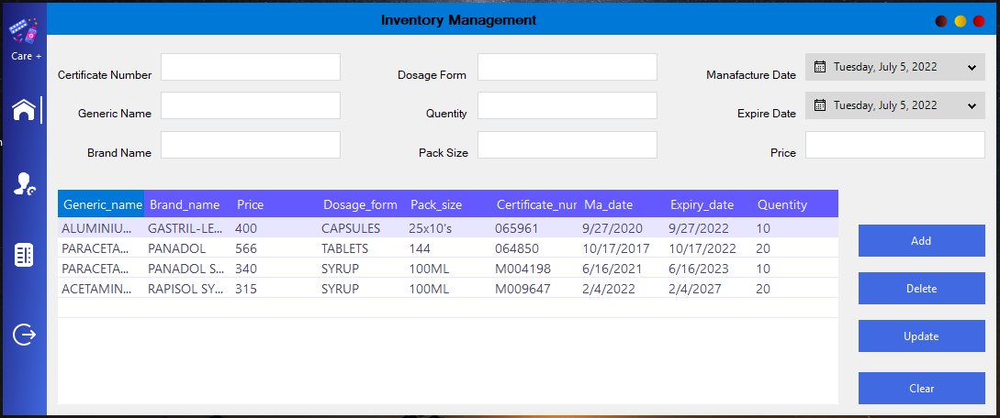 Inventory Management
Care +
Certificate Number
Dosage Form
Manafacture Date Tuesday, July 5, 2022
Generic Name
Quentity
Expire Date Tuesday, July 5, 2022
Brand Name
Pack Size
Price
Generic_name Brand_name Price Dosage_form Pack_size Certificate_nur Ma_date Expiry_date Quentity
ALUMINIU... GASTRIL-LE... 400 CAPSULES 25x10's 065961 9/27/2020 9/27/2022 10
PARACETA... PANADOL 566 TABLETS 144 064850 10/17/2017 10/17/2022 20
PARACETA... PANADOL S... 340 SYRUP 100ML M004198 6/16/2021 6/16/2023 10
ACETAMIN... RAPISOL SY... 315 SYRUP 100ML M009647 2/4/2022 2/4/2027 20
Add
Delete
Update
Clear